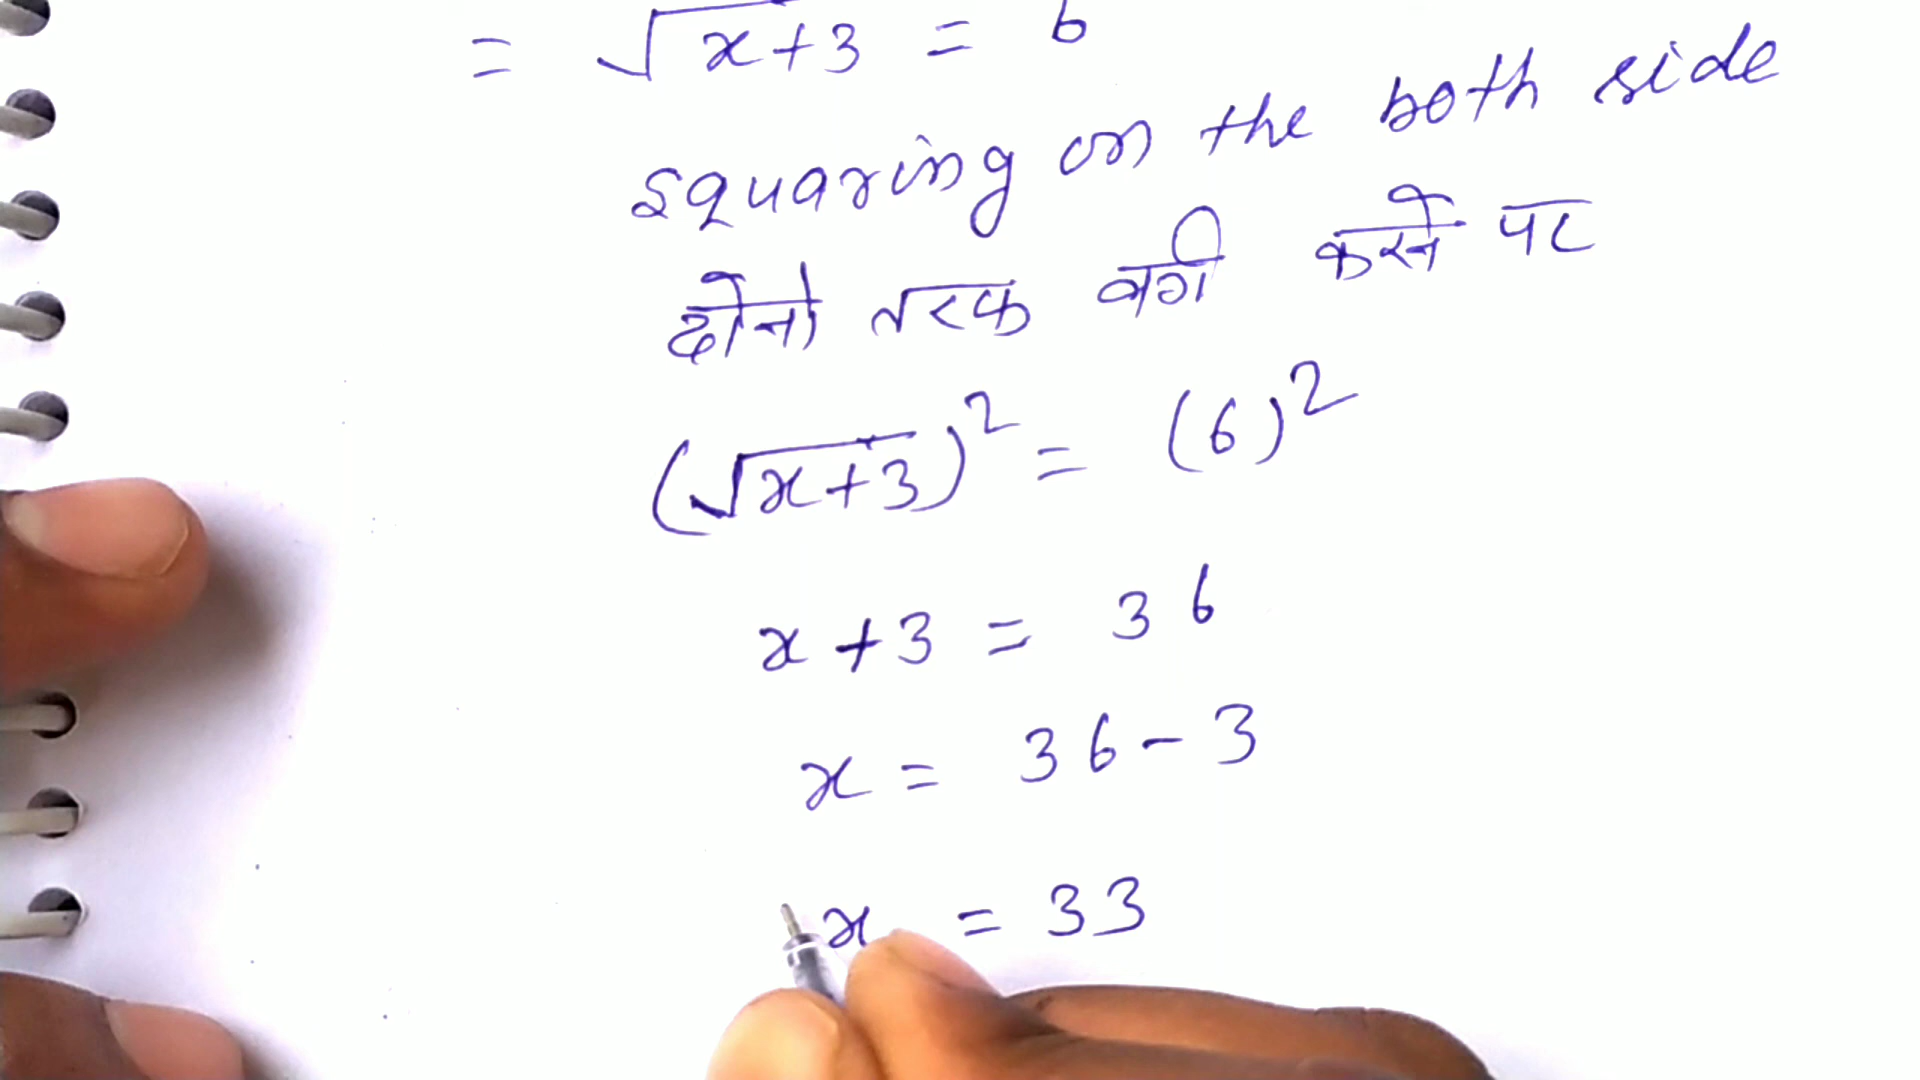 = √x+3 = 6
squaring on the both side
दोनो तरफ वर्ग करने पर
(√x+3)² = (6)²
x+3 = 36
x = 36-3
x = 33